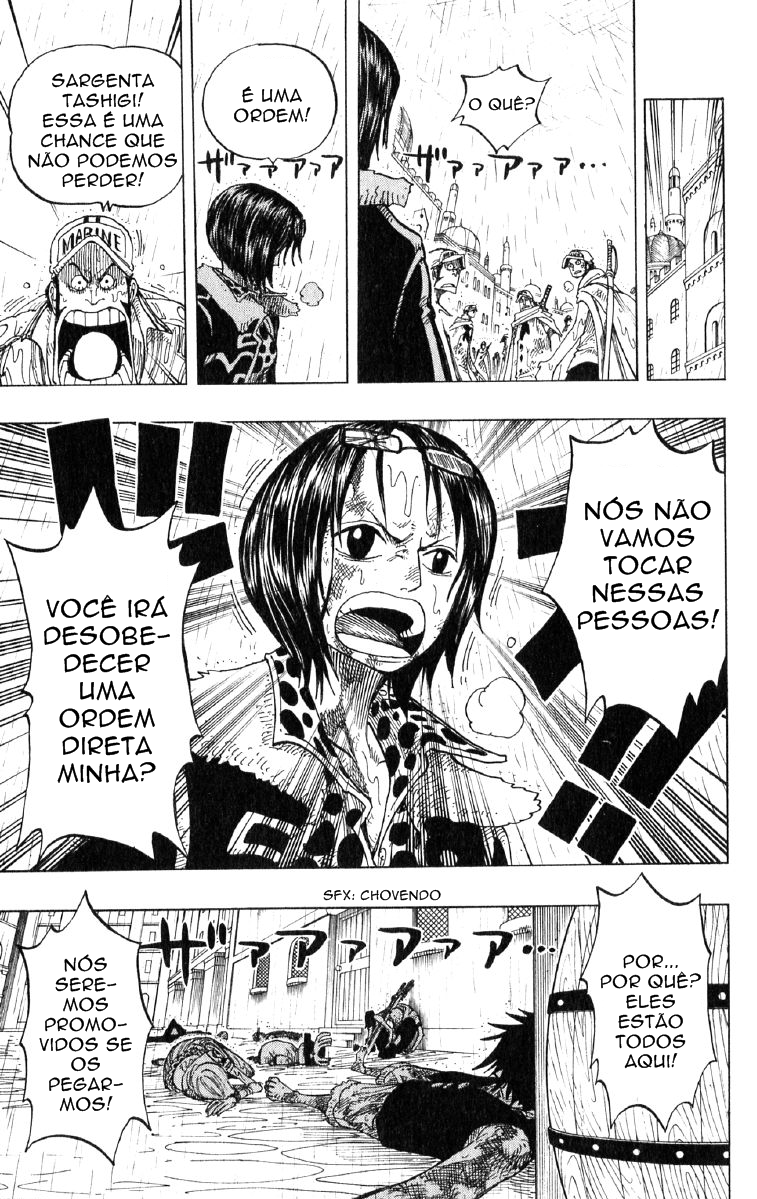 O QUÊ?
ザァァアァ...
É UMA
ORDEM!
ザァァアァア
SARGENTA
TASHIGI!
ESSA É UMA
CHANCE QUE
NÃO PODEMOS
PERDER!
MARINE
NÓS NÃO
VAMOS
TOCAR
NESSAS
PESSOAS!
VOCÊ IRÁ
DESOBE-
DECER
UMA
ORDEM
DIRETA
MINHA?
SFX: CHOVENDO
POR...
POR QUÊ?
ELES
ESTÃO
TODOS
AQUI!
ザァァアァアァ...
NÓS
SERE-
MOS
PROMO-
VIDOS SE
OS
PEGAR-
MOS!